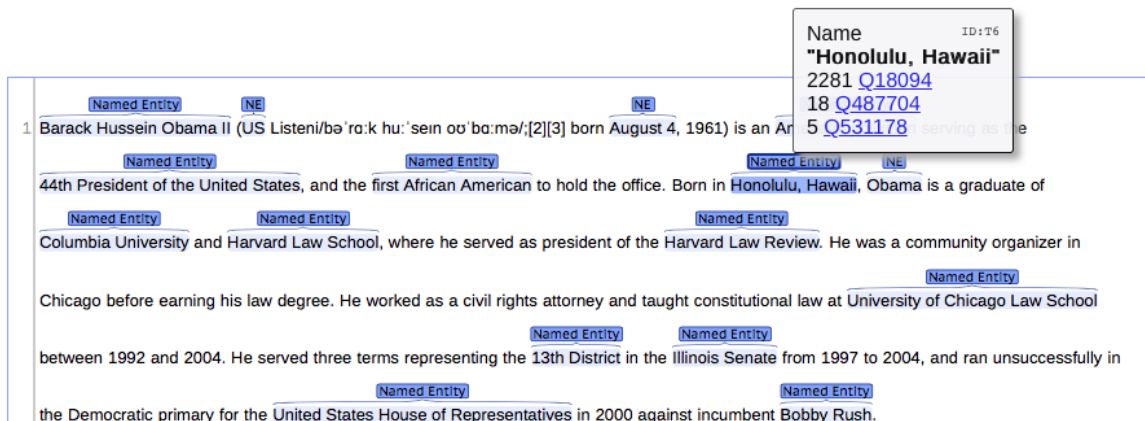 Name ID:T6
"Honolulu, Hawaii"
2281 Q18094
18 Q487704
5 Q531178
Named Entity NE NE
1 Barack Hussein Obama II (US Listeni/bəˈrɑːk huːˈseɪn oʊˈbɑːmə/;[2][3] born August 4, 1961) is an serving as the
Named Entity Named Entity Named Entity NE
44th President of the United States, and the first African American to hold the office. Born in Honolulu, Hawaii, Obama is a graduate of
Named Entity Named Entity Named Entity
Columbia University and Harvard Law School, where he served as president of the Harvard Law Review. He was a community organizer in
Named Entity
Chicago before earning his law degree. He worked as a civil rights attorney and taught constitutional law at University of Chicago Law School
Named Entity Named Entity
between 1992 and 2004. He served three terms representing the 13th District in the Illinois Senate from 1997 to 2004, and ran unsuccessfully in
Named Entity Named Entity
the Democratic primary for the United States House of Representatives in 2000 against incumbent Bobby Rush.